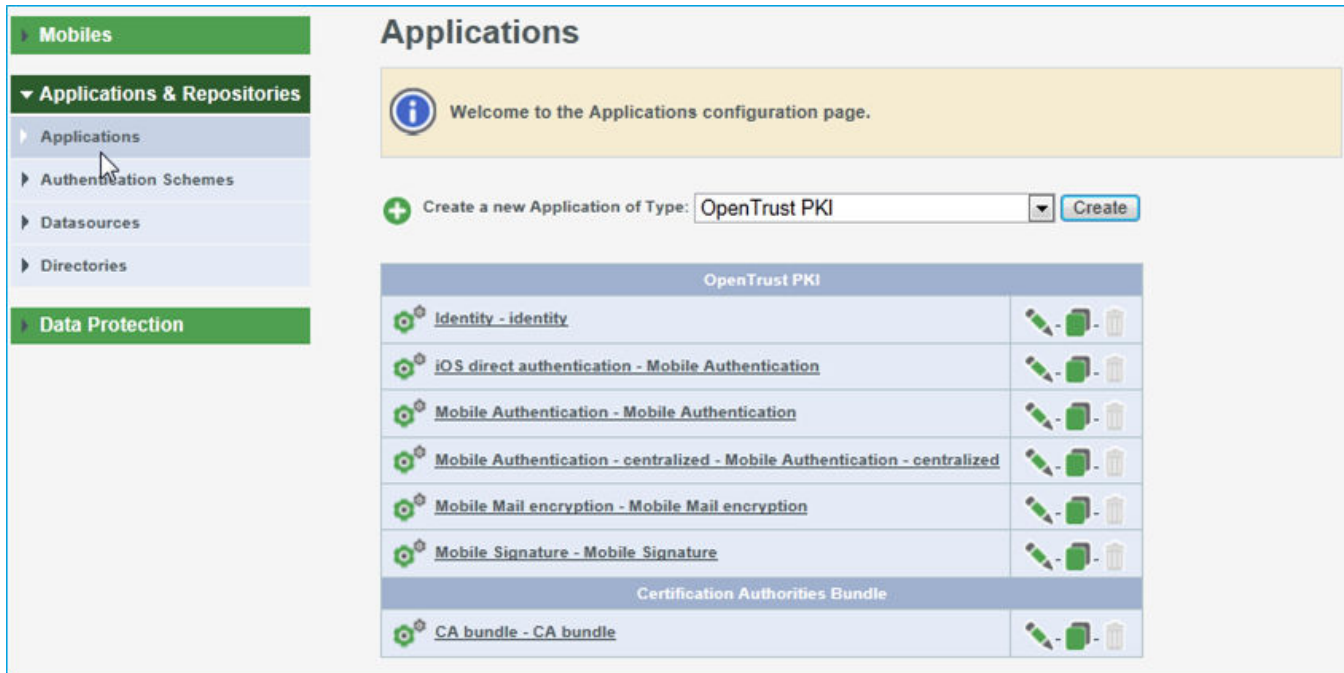 Mobiles
Applications & Repositories
Applications
Authentication Schemes
Datasources
Directories
Data Protection
Applications
Welcome to the Applications configuration page.
Create a new Application of Type: OpenTrust PKI Create
OpenTrust PKI
Identity - identity
iOS direct authentication - Mobile Authentication
Mobile Authentication - Mobile Authentication
Mobile Authentication - centralized - Mobile Authentication - centralized
Mobile Mail encryption - Mobile Mail encryption
Mobile Signature - Mobile Signature
Certification Authorities Bundle
CA bundle - CA bundle